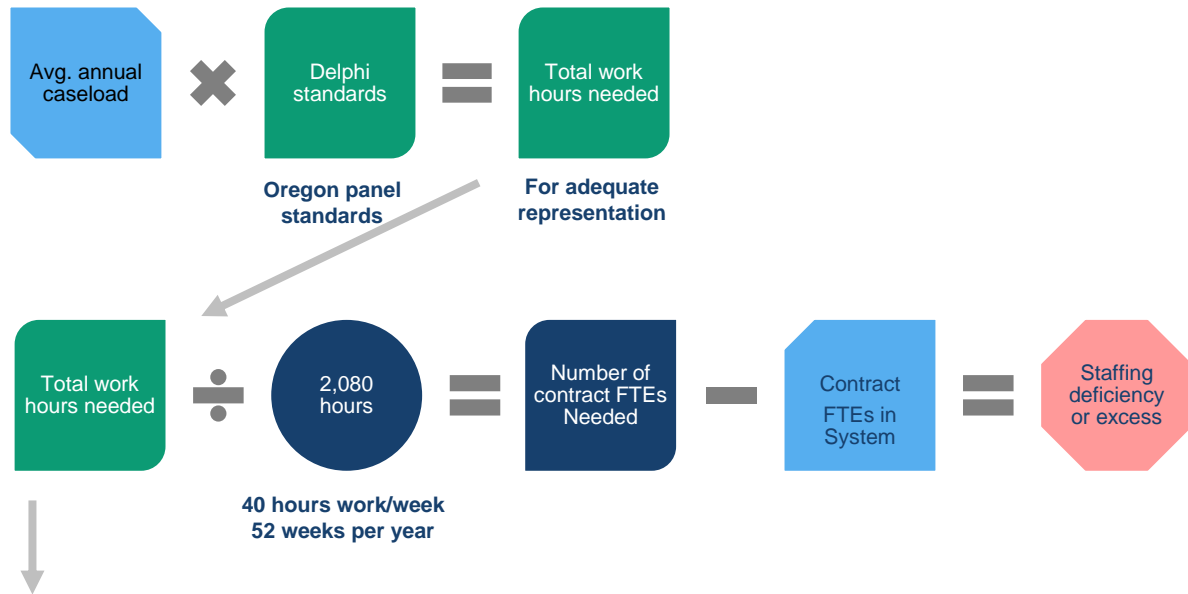 Avg. annual
caseload
Delphi
standards
Total work
hours needed
Oregon panel
standards
For adequate
representation
Total work
hours needed
2,080
hours
Number of
contract FTEs
Needed
Contract
FTEs in
System
Staffing
deficiency
or excess
40 hours work/week
52 weeks per year